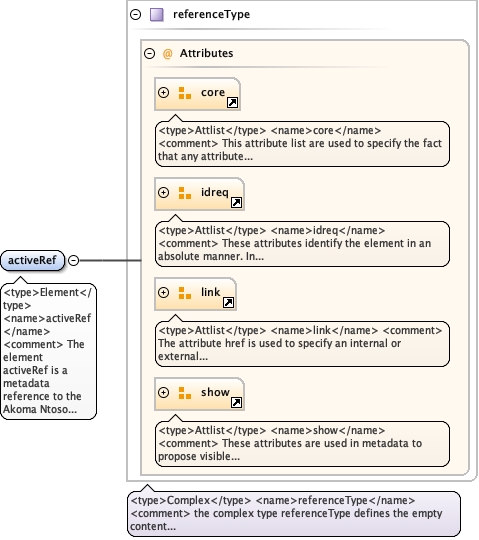 referenceType
@ Attributes
core
<type>Attlist</type> <name>core</name>
<comment> This attribute list are used to specify the fact
that any attribute...
idreq
<type>Attlist</type> <name>idreq</name>
<comment> These attributes identify the element in an
absolute manner. In...
activeRef
<type>Element</
type>
<name>activeRef
</name>
<comment> The
element
activeRef is a
metadata
reference to the
Akoma Ntoso...
link
<type>Attlist</type> <name>link</name> <comment>
The attribute href is used to specify an internal or
external...
show
<type>Attlist</type> <name>show</name>
<comment> These attributes are used in metadata to
propose visible...
<type>Complex</type> <name>referenceType</name>
<comment> the complex type referenceType defines the empty
content...